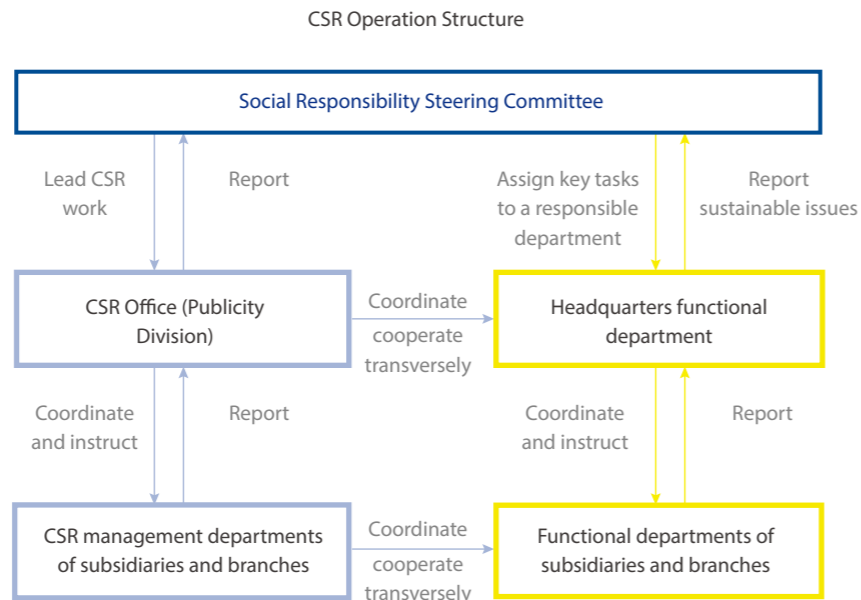 CSR Operation Structure
Social Responsibility Steering Committee
Lead CSR
work
Report
Assign key tasks
to a responsible
department
Report
sustainable issues
CSR Office (Publicity
Division)
Coordinate
cooperate
transversely
Headquarters functional
department
Coordinate
and instruct
Report
Coordinate
and instruct
Report
CSR management departments
of subsidiaries and branches
Coordinate
cooperate
transversely
Functional departments of
subsidiaries and branches